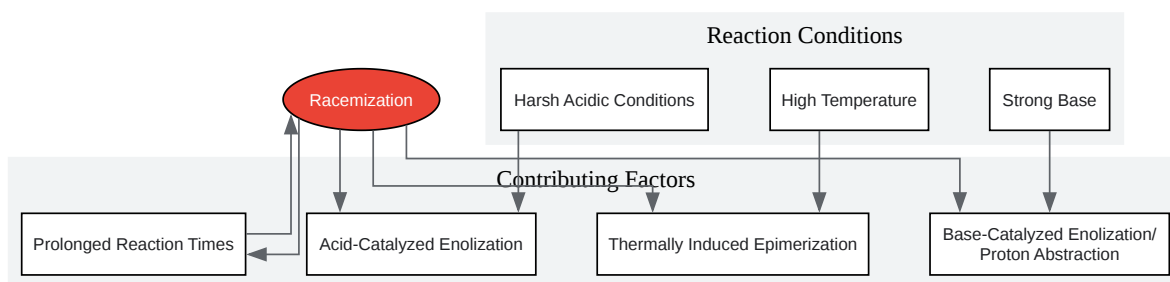 Reaction Conditions
Racemization
Harsh Acidic Conditions
High Temperature
Strong Base
Contributing Factors
Prolonged Reaction Times
Acid-Catalyzed Enolization
Thermally Induced Epimerization
Base-Catalyzed Enolization/
Proton Abstraction